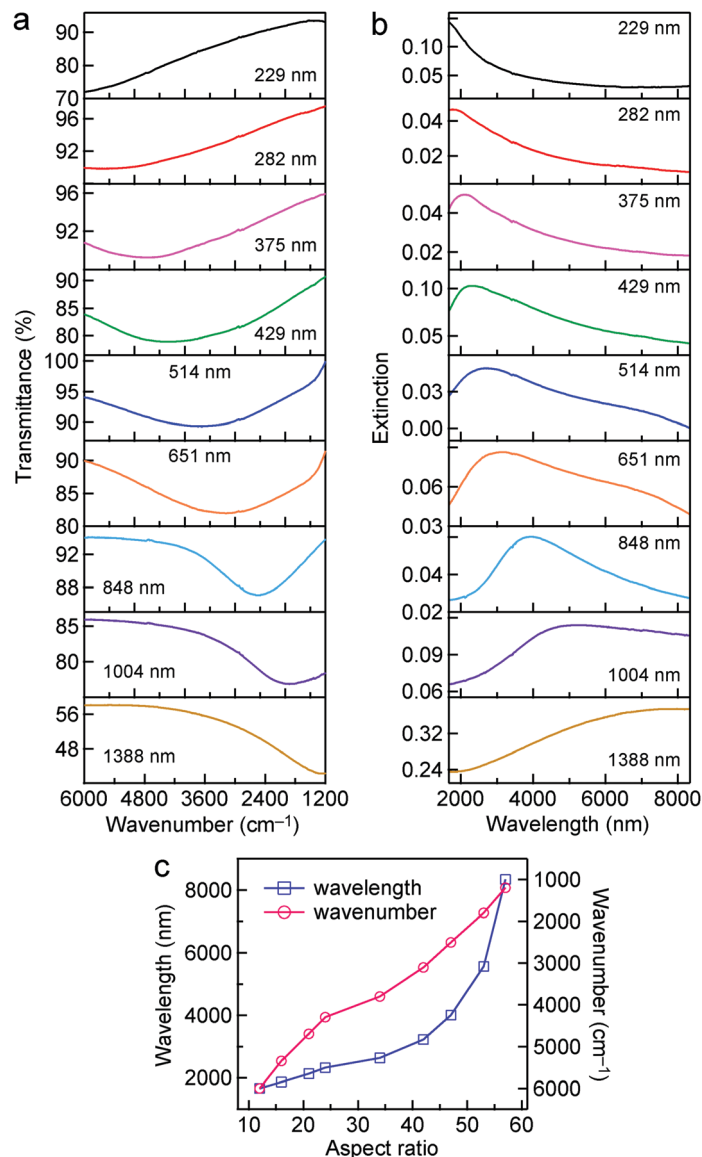 a
Transmittance (%)
90
80
70
229 nm
96
92
282 nm
96
92
375 nm
90
85
80
429 nm
100
95
90
514 nm
90
85
80
651 nm
92
88
848 nm
85
80
1004 nm
56
48
1388 nm
6000 4800 3600 2400 1200
Wavenumber (cm–1)
b
Extinction
0.10
0.05
229 nm
0.04
0.02
282 nm
0.04
0.02
375 nm
0.10
0.05
429 nm
0.03
0.00
514 nm
0.06
0.03
651 nm
0.04
0.02
848 nm
0.12
0.09
0.06
1004 nm
0.32
0.24
1388 nm
2000 4000 6000 8000
Wavelength (nm)
c
wavelength
wavenumber
Wavelength (nm)
8000
6000
4000
2000
Wavenumber (cm–1)
1000
2000
3000
4000
5000
6000
10 20 30 40 50 60
Aspect ratio